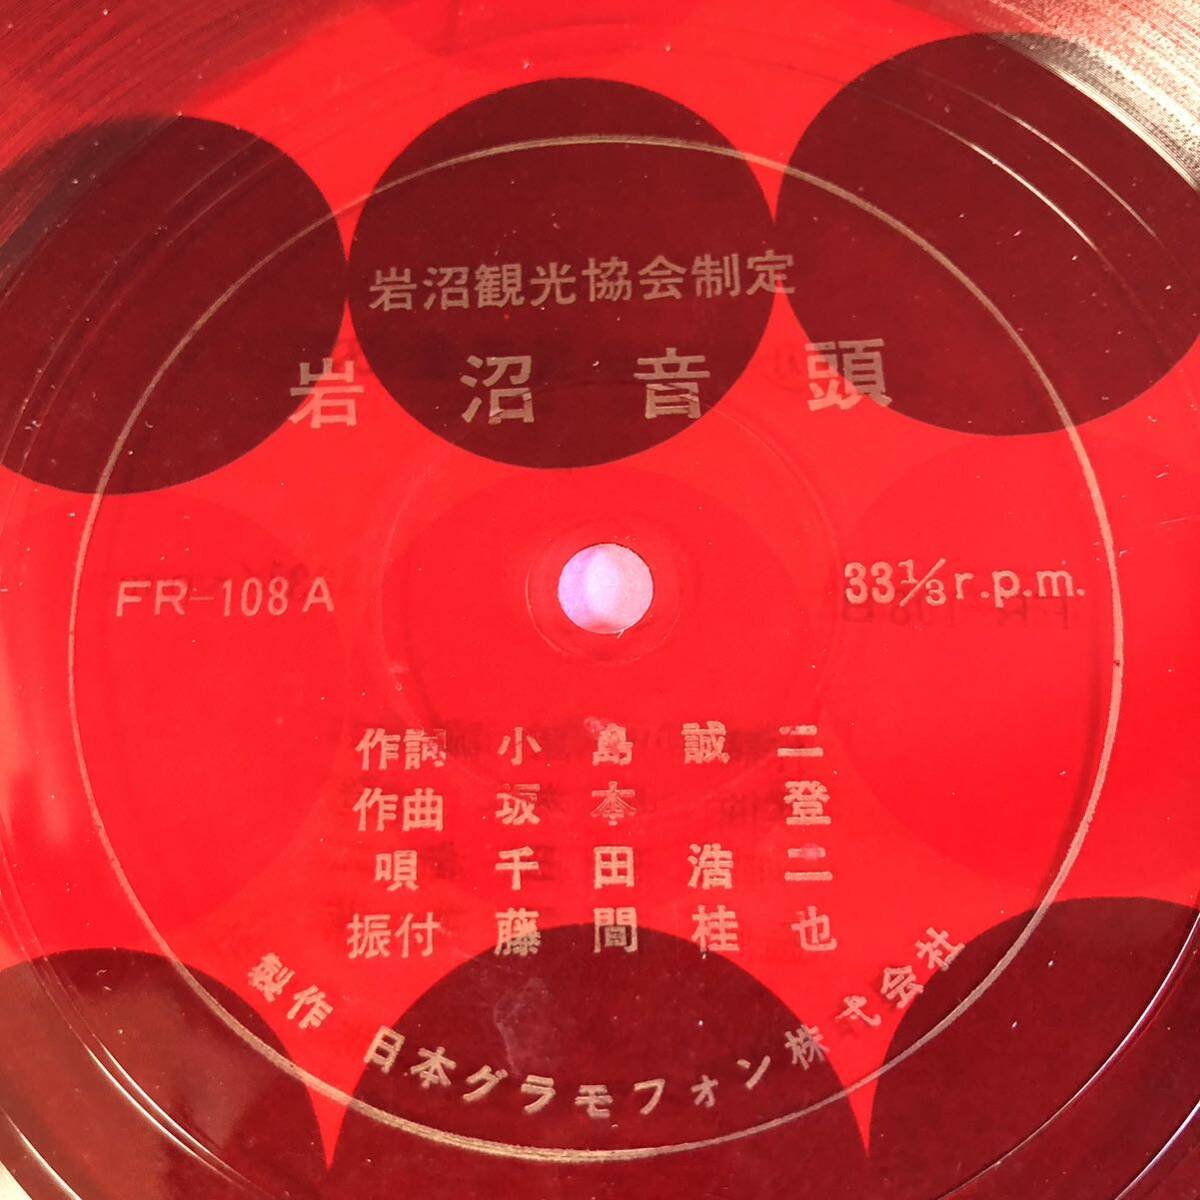 岩沼観光協会制定
岩沼音頭
FR-108A
33⅓r.p.m.
作詞 小島誠二
作曲 坂本 登
唄 千田浩二
振付 藤間桂也
製作 日本グラモフォン株式会社